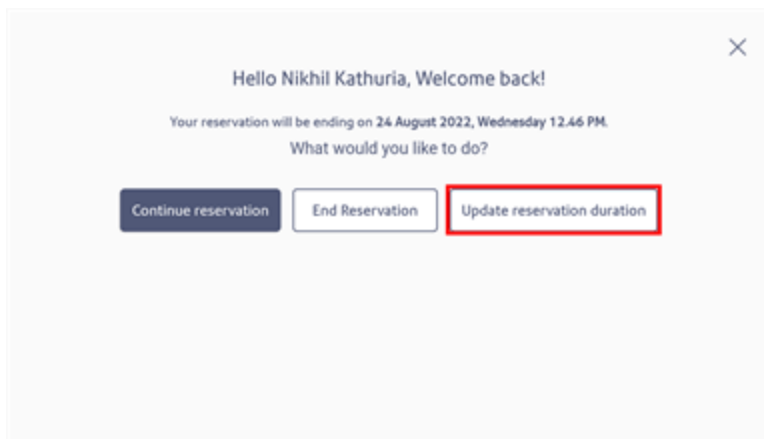 Hello Nikhil Kathuria, Welcome back!
Your reservation will be ending on 24 August 2022, Wednesday 12.46 PM.
What would you like to do?
Continue reservation End Reservation Update reservation duration